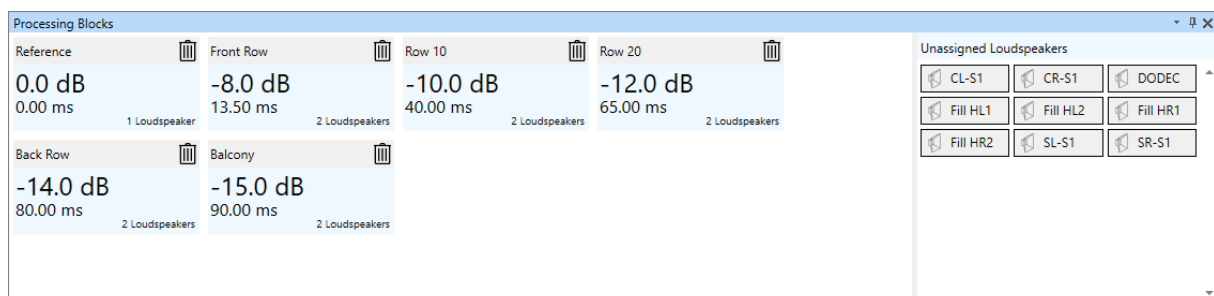 Processing Blocks
Reference
0.0 dB
0.00 ms
1 Loudspeaker
Front Row
-8.0 dB
13.50 ms
2 Loudspeakers
Row 10
-10.0 dB
40.00 ms
2 Loudspeakers
Row 20
-12.0 dB
65.00 ms
2 Loudspeakers
Back Row
-14.0 dB
80.00 ms
2 Loudspeakers
Balcony
-15.0 dB
90.00 ms
2 Loudspeakers
Unassigned Loudspeakers
CL-S1
CR-S1
DODEC
Fill HL1
Fill HL2
Fill HR1
Fill HR2
SL-S1
SR-S1